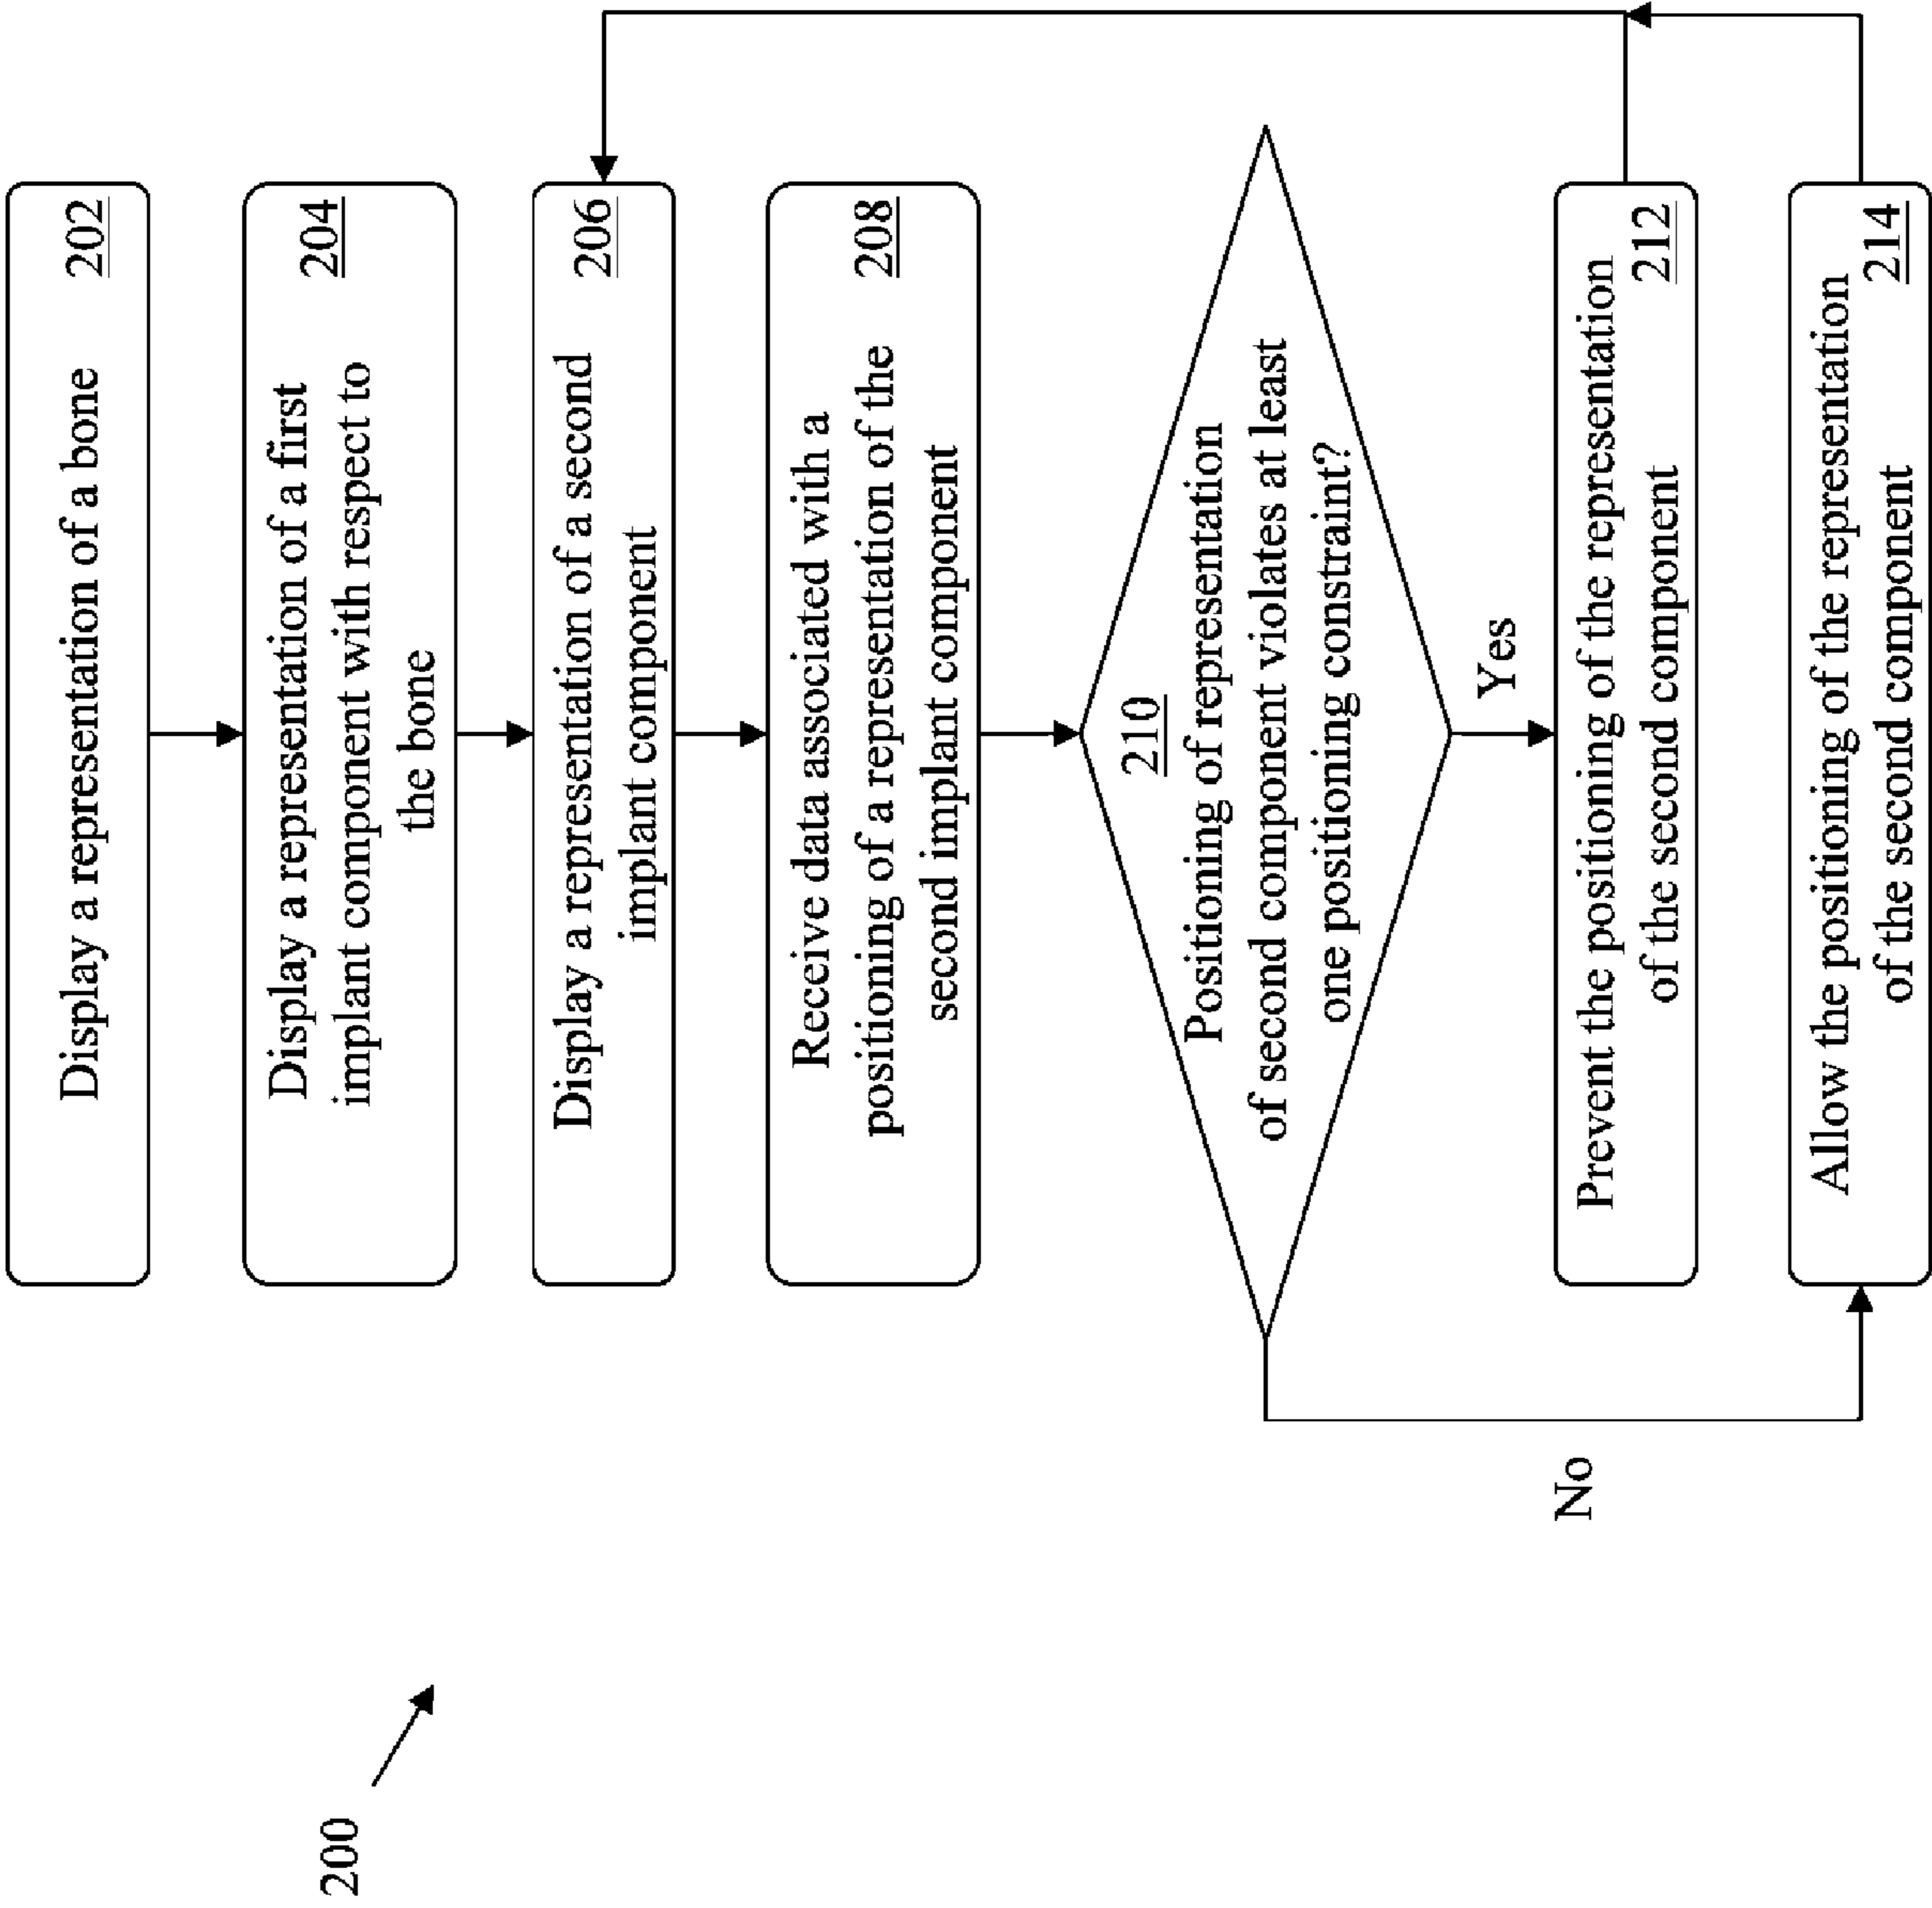 200
Display a representation of a bone
202
Display a representation of a first
204
implant component with respect to
the bone
Display a representation of a second
206
implant component
Receive data associated with a
positioning of a representation of the
208
second implant component
210
Positioning of representation
of second component violates at least
one positioning constraint?
Yes
No
Prevent the positioning of the representation
of the second component
212
Allow the positioning of the representation
of the second component
214